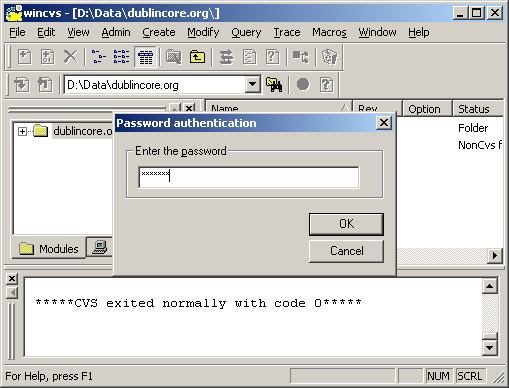 wincvs - [D:\Data\dublincore.org\]
File Edit View Admin Create Modify Query Trace Macros Window Help
D:\Data\dublincore.org
Name Rev. Option Status
dublincore.o
Folder
NonCvs f
Password authentication
Enter the password
*******
OK
Cancel
Modules
*****CVS exited normally with code 0*****
For Help, press F1 NUM SCRL